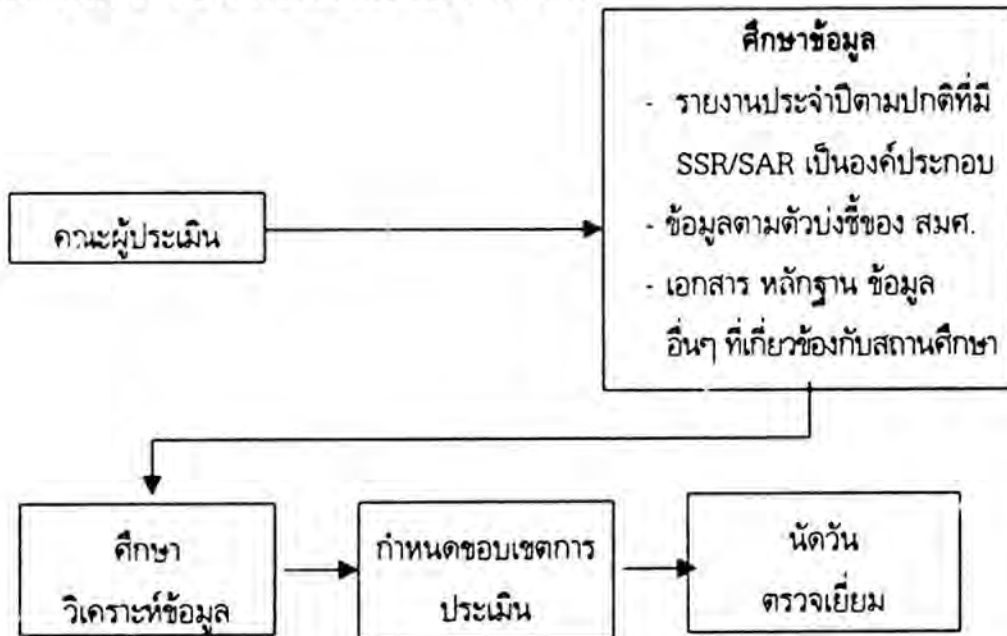 ศึกษาข้อมูล
- รายงานประจำปีตามปกติที่มี
SSR/SAR เป็นองค์ประกอบ
คณะผู้ประเมิน
- ข้อมูลตามตัวบ่งชี้ของ สมศ.
- เอกสาร หลักฐาน ข้อมูล
อื่นๆ ที่เกี่ยวข้องกับสถานศึกษา
ศึกษา
วิเคราะห์ข้อมูล
กำหนดขอบเขตการ
ประเมิน
นัดวัน
ตรวจเยี่ยม